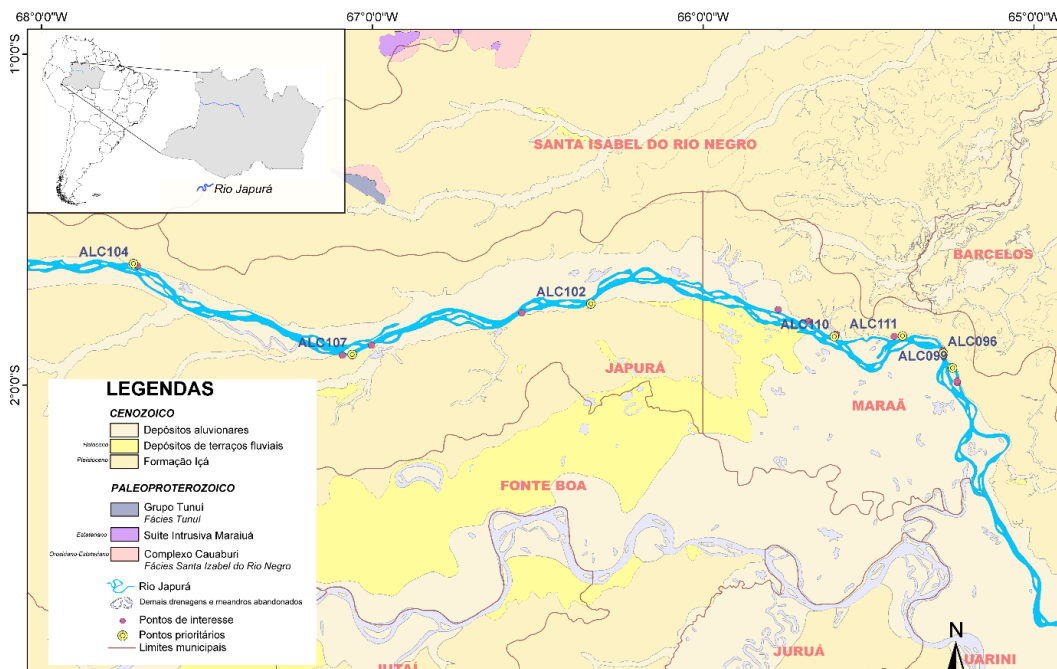 68°0'0"W
67°0'0"W
66°0'0"W
65°0'0"W
1°0'0"S
2°0'0"S
Rio Japurá
SANTA ISABEL DO RIO NEGRO
BARCELOS
ALC104
ALC102
ALC107
ALC110
ALC111
ALC096
ALC099
JAPURÁ
MARAÃ
FONTE BOA
JURUÁ
UARINI
JUTAÍ
N
LEGENDAS
CENOZOICO
Depósitos aluvionares
Holoceno Depósitos de terraços fluviais
Pleistoceno Formação Içá
PALEOPROTEROZOICO
Grupo Tunuí
Fácies Tunuí
Estateriano Suite Intrusiva Maraiuá
Orosiriano-Estateriano Complexo Cauaburi
Fácies Santa Izabel do Rio Negro
Rio Japurá
Demais drenagens e meandros abandonados
Pontos de interesse
Pontos prioritários
Limites municipais